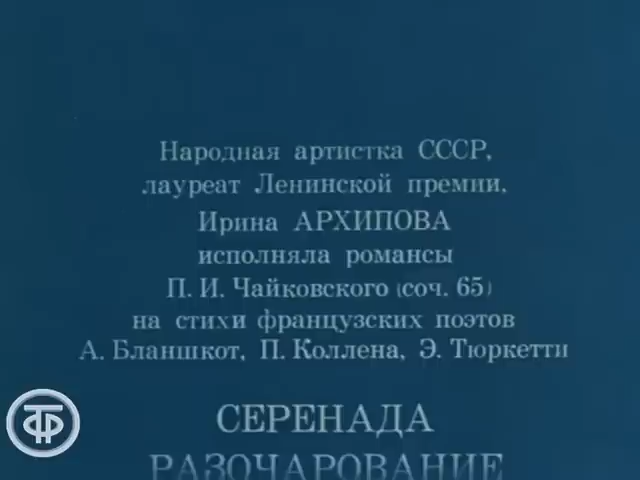 Народная артистка СССР,
лауреат Ленинской премии,
Ирина АРХИПОВА
исполняла романсы
П. И. Чайковского (соч. 65)
на стихи французских поэтов
А. Бланшкот, П. Коллена, Э. Тюркетти
СЕРЕНАДА
РАЗОЧАРОВАНИЕ